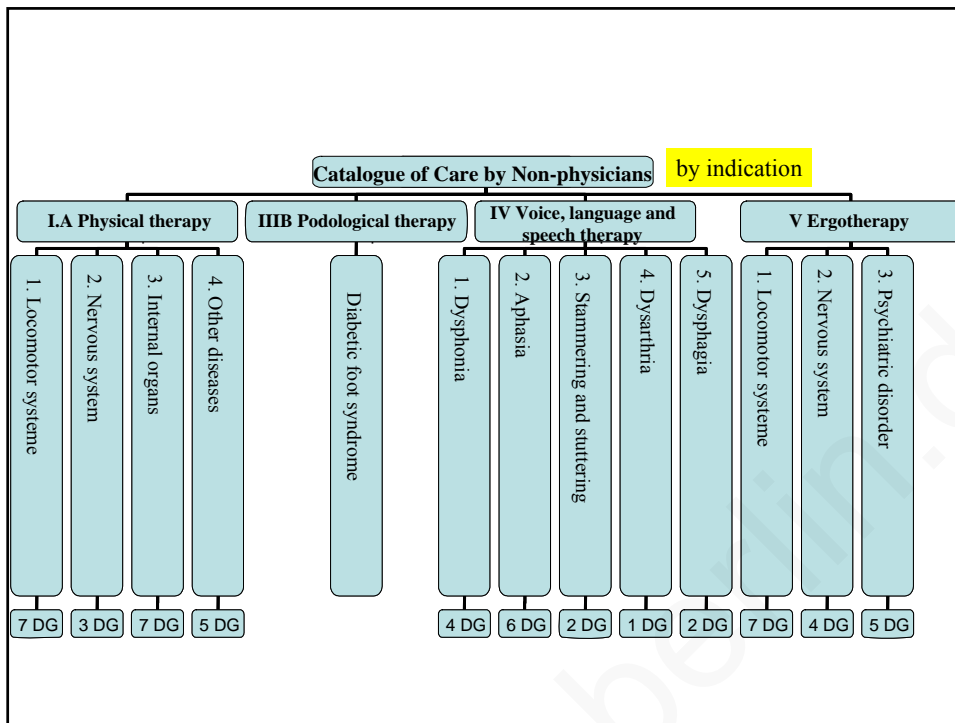 Catalogue of Care by Non-physicians
by indication
I.A Physical therapy
IIIB Podological therapy
IV Voice, language and
speech therapy
V Ergotherapy
1. Locomotor systeme
2. Nervous system
3. Internal organs
4. Other diseases
Diabetic foot syndrome
1. Dysphonia
2. Aphasia
3. Stammering and stuttering
4. Dysarthria
5. Dysphagia
1. Locomotor systeme
2. Nervous system
3. Psychiatric disorder
7 DG
3 DG
7 DG
5 DG
4 DG
6 DG
2 DG
1 DG
2 DG
7 DG
4 DG
5 DG
berlin.d